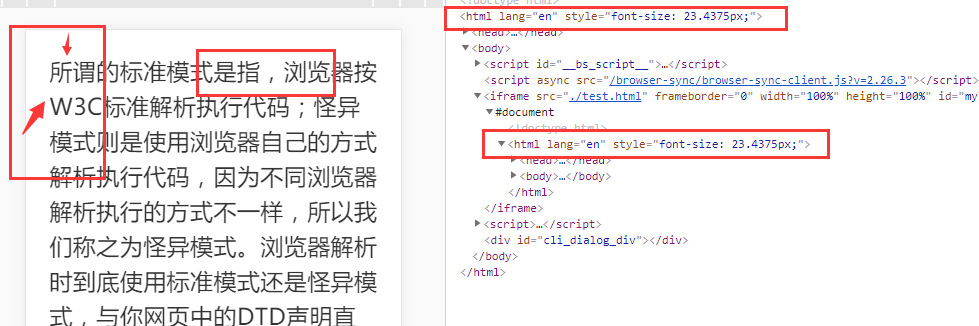 所谓的标准模式是指，浏览器按
W3C标准解析执行代码；怪异
模式则是使用浏览器自己的方式
解析执行代码，因为不同浏览器
解析执行的方式不一样，所以我
们称之为怪异模式。浏览器解析
时到底使用标准模式还是怪异模
式，与你网页中的DTD声明直
<!doctype html>
<html lang="en" style="font-size: 23.4375px;">
<head>…</head>
<body>
<script id="__bs_script__">…</script>
<script async src="/browser-sync/browser-sync-client.js?v=2.26.3"></script>
<iframe src="./test.html" frameborder="0" width="100%" height="100%" id="my
#document
<!doctype html>
<html lang="en" style="font-size: 23.4375px;">
<head>…</head>
<body>…</body>
</html>
</iframe>
<script>…</script>
<div id="cli_dialog_div"></div>
</body>
</html>